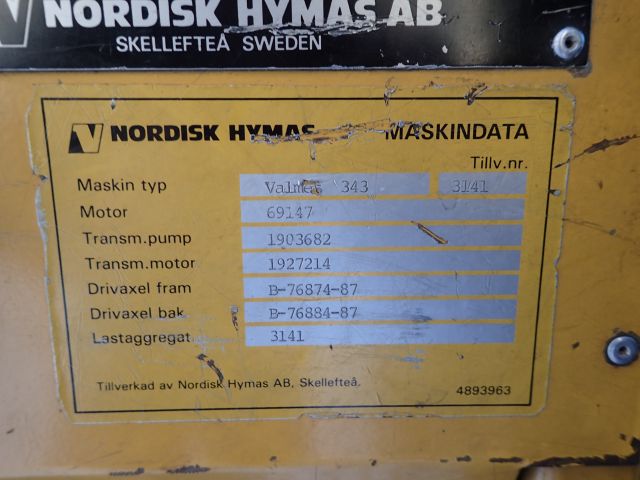 NORDISK HYMAS AB
SKELLEFTEÅ SWEDEN
NORDISK HYMAS MASKINDATA
Tillv.nr.
Maskin typ Valmet 343 3141
Motor 69147
Transm.pump 1903682
Transm.motor 1927214
Drivaxel fram B-76874-87
Drivaxel bak B-76884-87
Lastaggregat 3141
Tillverkad av Nordisk Hymas AB, Skellefteå. 4893963